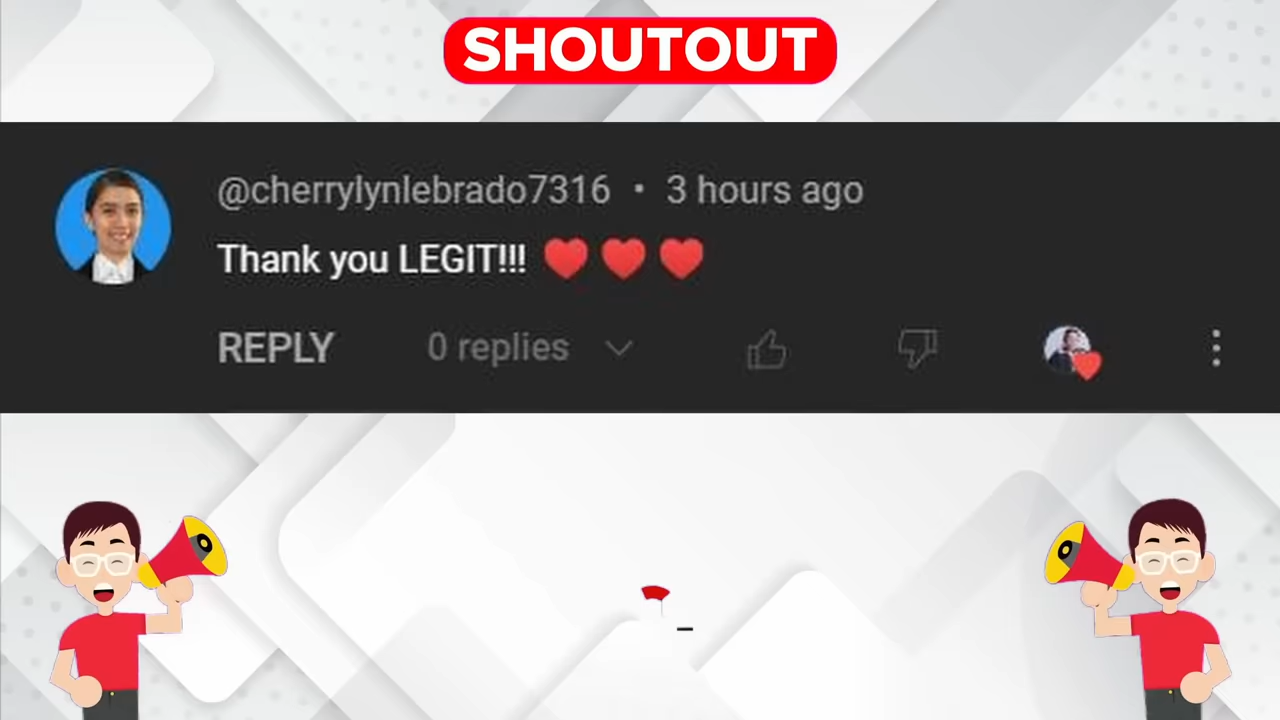 SHOUTOUT
@cherrylynlebrado7316 • 3 hours ago
Thank you LEGIT!!! ❤️ ❤️ ❤️
REPLY 0 replies